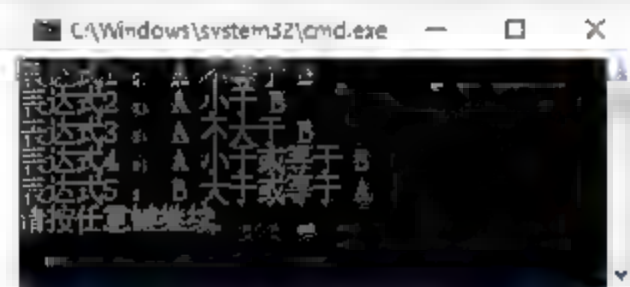 C:\Windows\system32\cmd.exe
表达式2 : A 小于 B
表达式3 : A 不大于 B
表达式4 : A 小于或等于 B
表达式5 : B 大于或等于 A
请按任意键继续